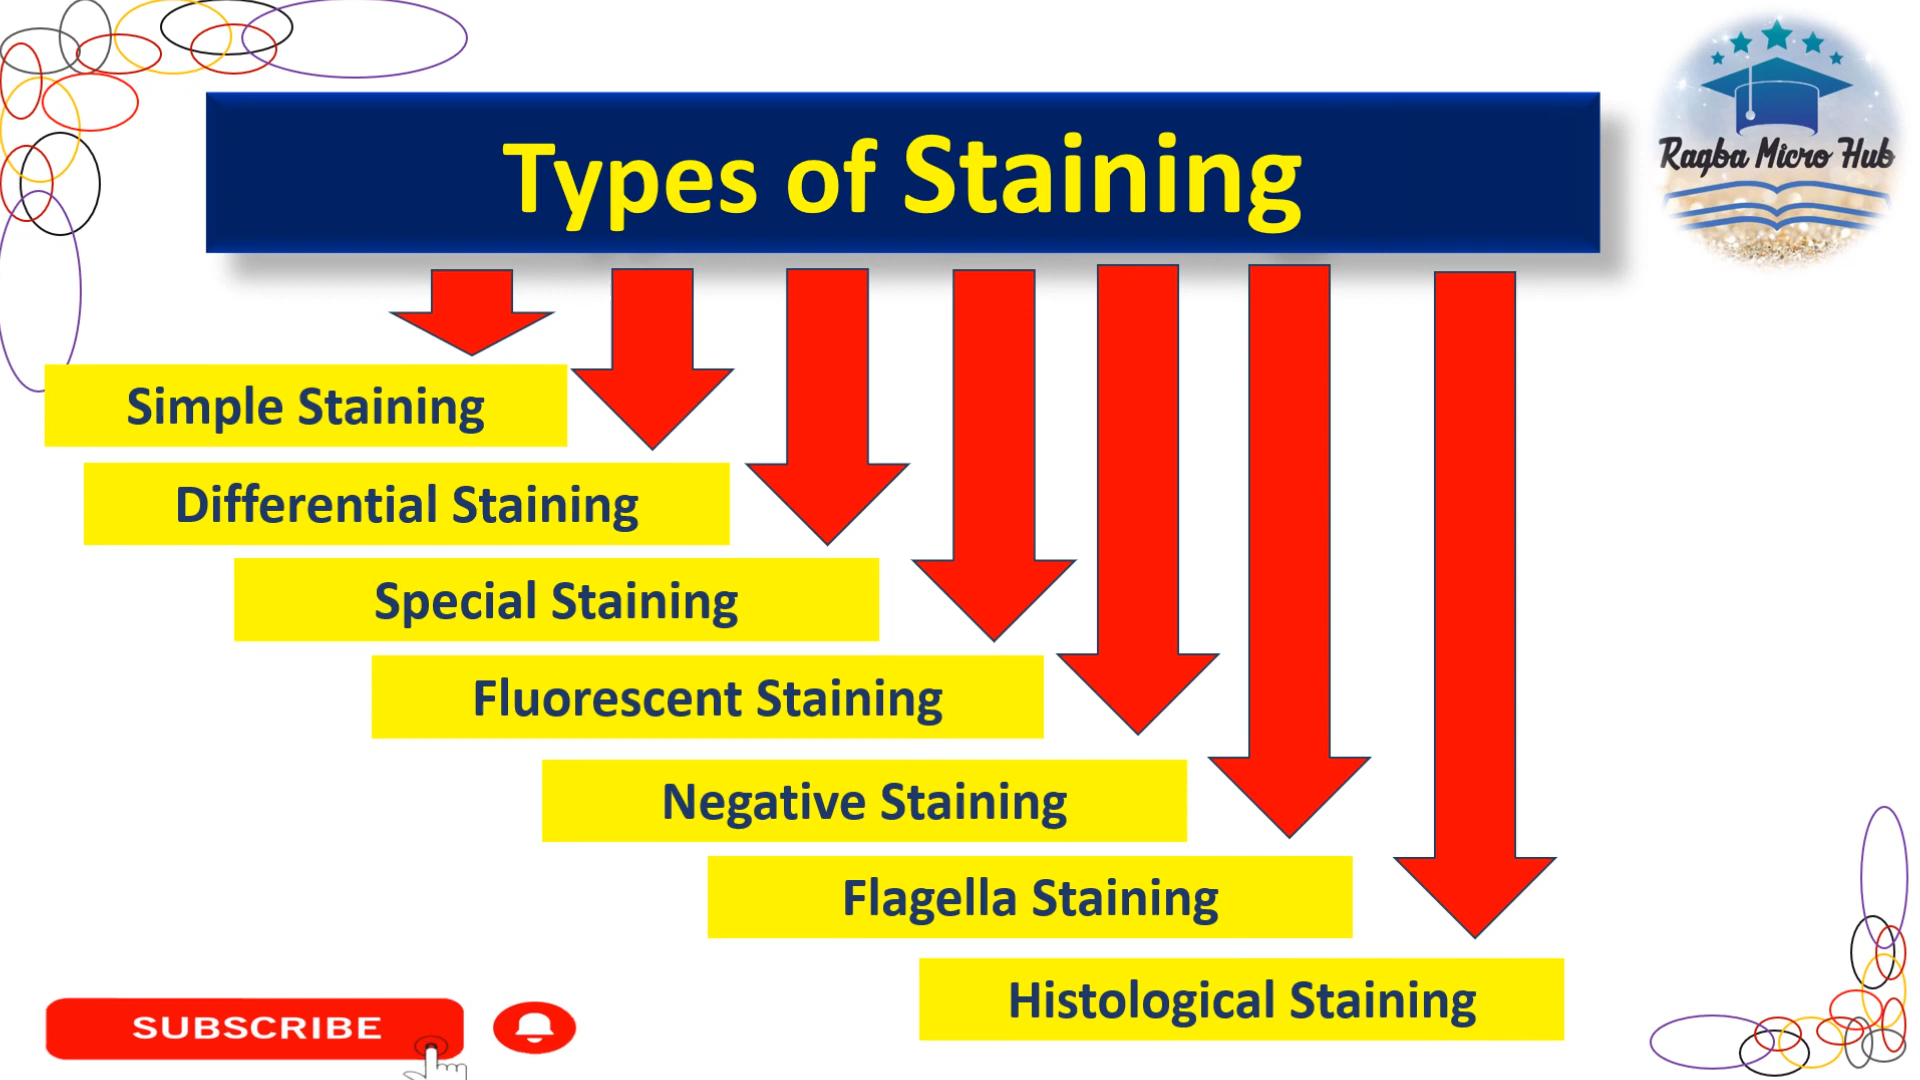 Types of Staining
Raqba Micro Hub
Simple Staining
Differential Staining
Special Staining
Fluorescent Staining
Negative Staining
Flagella Staining
Histological Staining
SUBSCRIBE